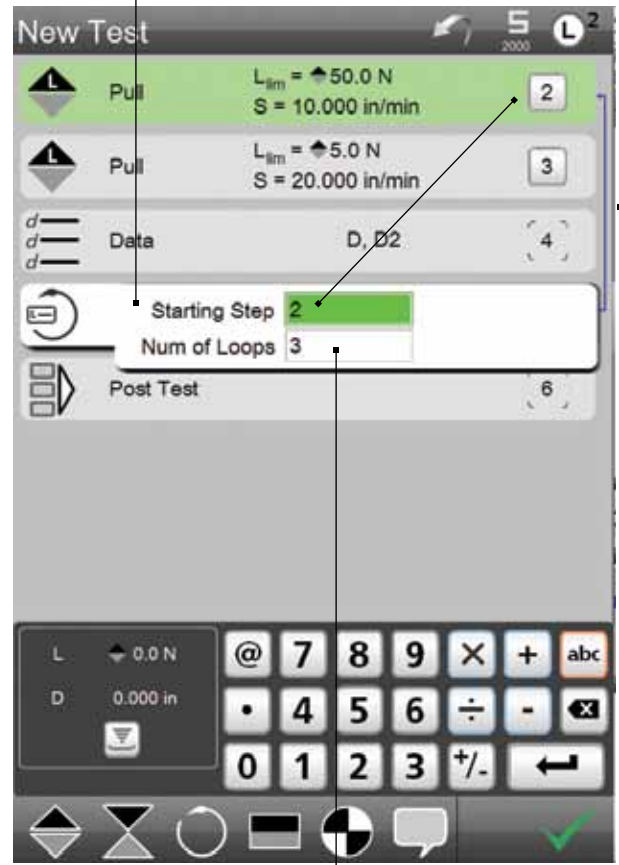 New Test 5 2000 L 2
L Pull Llim = 50.0 N 2
S = 10.000 in/min
L Pull Llim = 5.0 N 3
S = 20.000 in/min
d
d Data D, D2 4
d
Starting Step 2
Num of Loops 3
Post Test 6
L 0.0 N @ 7 8 9 × + abc
D 0.000 in • 4 5 6 ÷ -
0 1 2 3 +/-